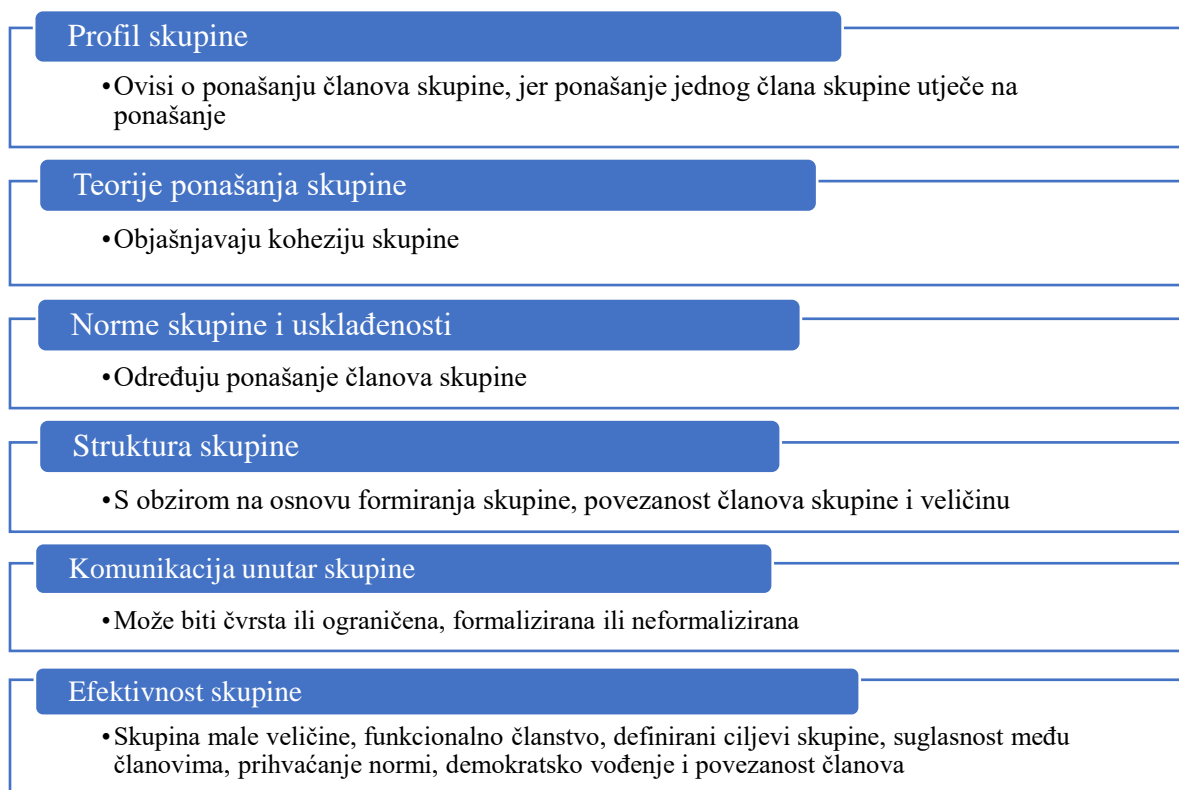 Profil skupine
•Ovisi o ponašanju članova skupine, jer ponašanje jednog člana skupine utječe na
ponašanje
Teorije ponašanja skupine
•Objašnjavaju koheziju skupine
Norme skupine i usklađenosti
•Određuju ponašanje članova skupine
Struktura skupine
•S obzirom na osnovu formiranja skupine, povezanost članova skupine i veličinu
Komunikacija unutar skupine
•Može biti čvrsta ili ograničena, formalizirana ili neformalizirana
Efektivnost skupine
•Skupina male veličine, funkcionalno članstvo, definirani ciljevi skupine, suglasnost među
članovima, prihvaćanje normi, demokratsko vođenje i povezanost članova